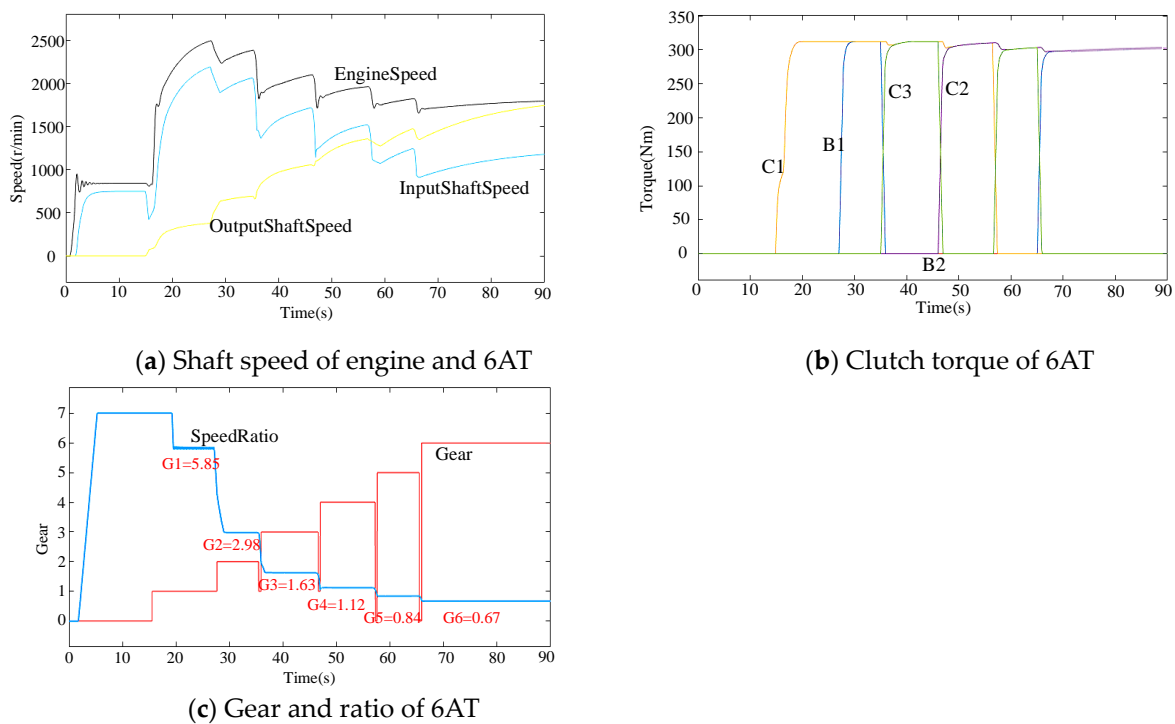 2500
2000
1500
1000
500
0
Speed(r/min)
EngineSpeed
InputShaftSpeed
OutputShaftSpeed
0 10 20 30 40 50 60 70 80 90
Time(s)
(a) Shaft speed of engine and 6AT
350
300
250
200
150
100
50
0
Torque(Nm)
C1
B1
C3
C2
B2
0 10 20 30 40 50 60 70 80 90
Time(s)
(b) Clutch torque of 6AT
7
6
5
4
3
2
1
0
Gear
SpeedRatio
Gear
G1=5.85
G2=2.98
G3=1.63
G4=1.12
G5=0.84
G6=0.67
0 10 20 30 40 50 60 70 80 90
Time(s)
(c) Gear and ratio of 6AT